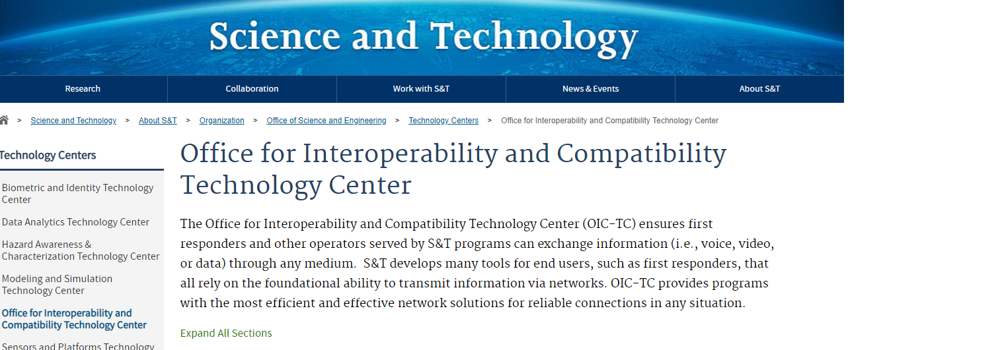 Science and Technology
Research
Collaboration
Work with S&T
News & Events
About S&T
> Science and Technology > About S&T > Organization > Office of Science and Engineering > Technology Centers > Office for Interoperability and Compatibility Technology Center
Technology Centers
Biometric and Identity Technology
Center
Data Analytics Technology Center
Hazard Awareness &
Characterization Technology Center
Modeling and Simulation
Technology Center
Office for Interoperability and
Compatibility Technology Center
Sensors and Platforms Technology
Office for Interoperability and Compatibility
Technology Center
The Office for Interoperability and Compatibility Technology Center (OIC-TC) ensures first
responders and other operators served by S&T programs can exchange information (i.e., voice, video,
or data) through any medium.  S&T develops many tools for end users, such as first responders, that
all rely on the foundational ability to transmit information via networks. OIC-TC provides programs
with the most efficient and effective network solutions for reliable connections in any situation.
Expand All Sections